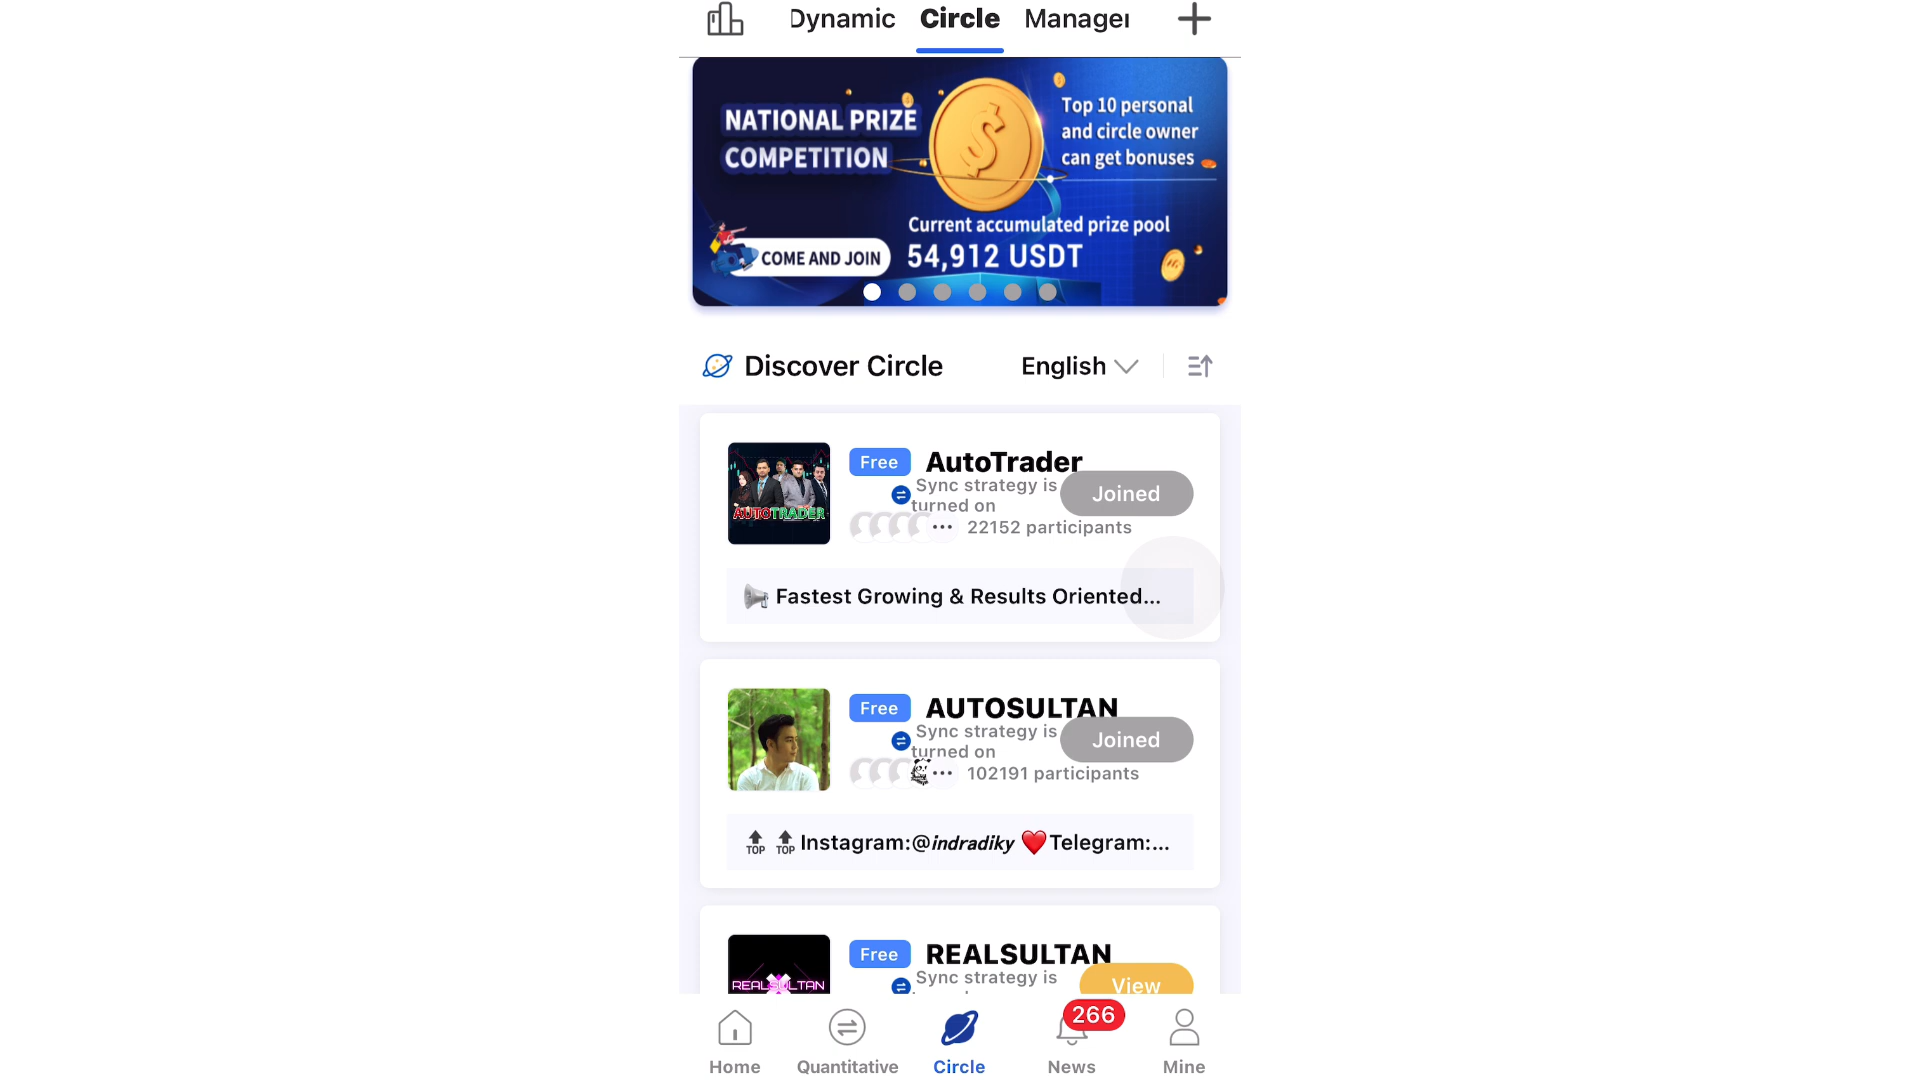 Dynamic Circle Manager
NATIONAL PRIZE
COMPETITION
Top 10 personal
and circle owner
can get bonuses
Current accumulated prize pool
54,912 USDT
COME AND JOIN
Discover Circle English
AUTOTRADER
Free AutoTrader
Sync strategy is
turned on
Joined
... 22152 participants
Fastest Growing & Results Oriented...
Free AUTOSULTAN
Sync strategy is
turned on
Joined
... 102191 participants
TOP TOP Instagram:@indradiky ❤️Telegram:...
REALSULTAN
Free REALSULTAN
Sync strategy is
View
266
Home Quantitative Circle News Mine